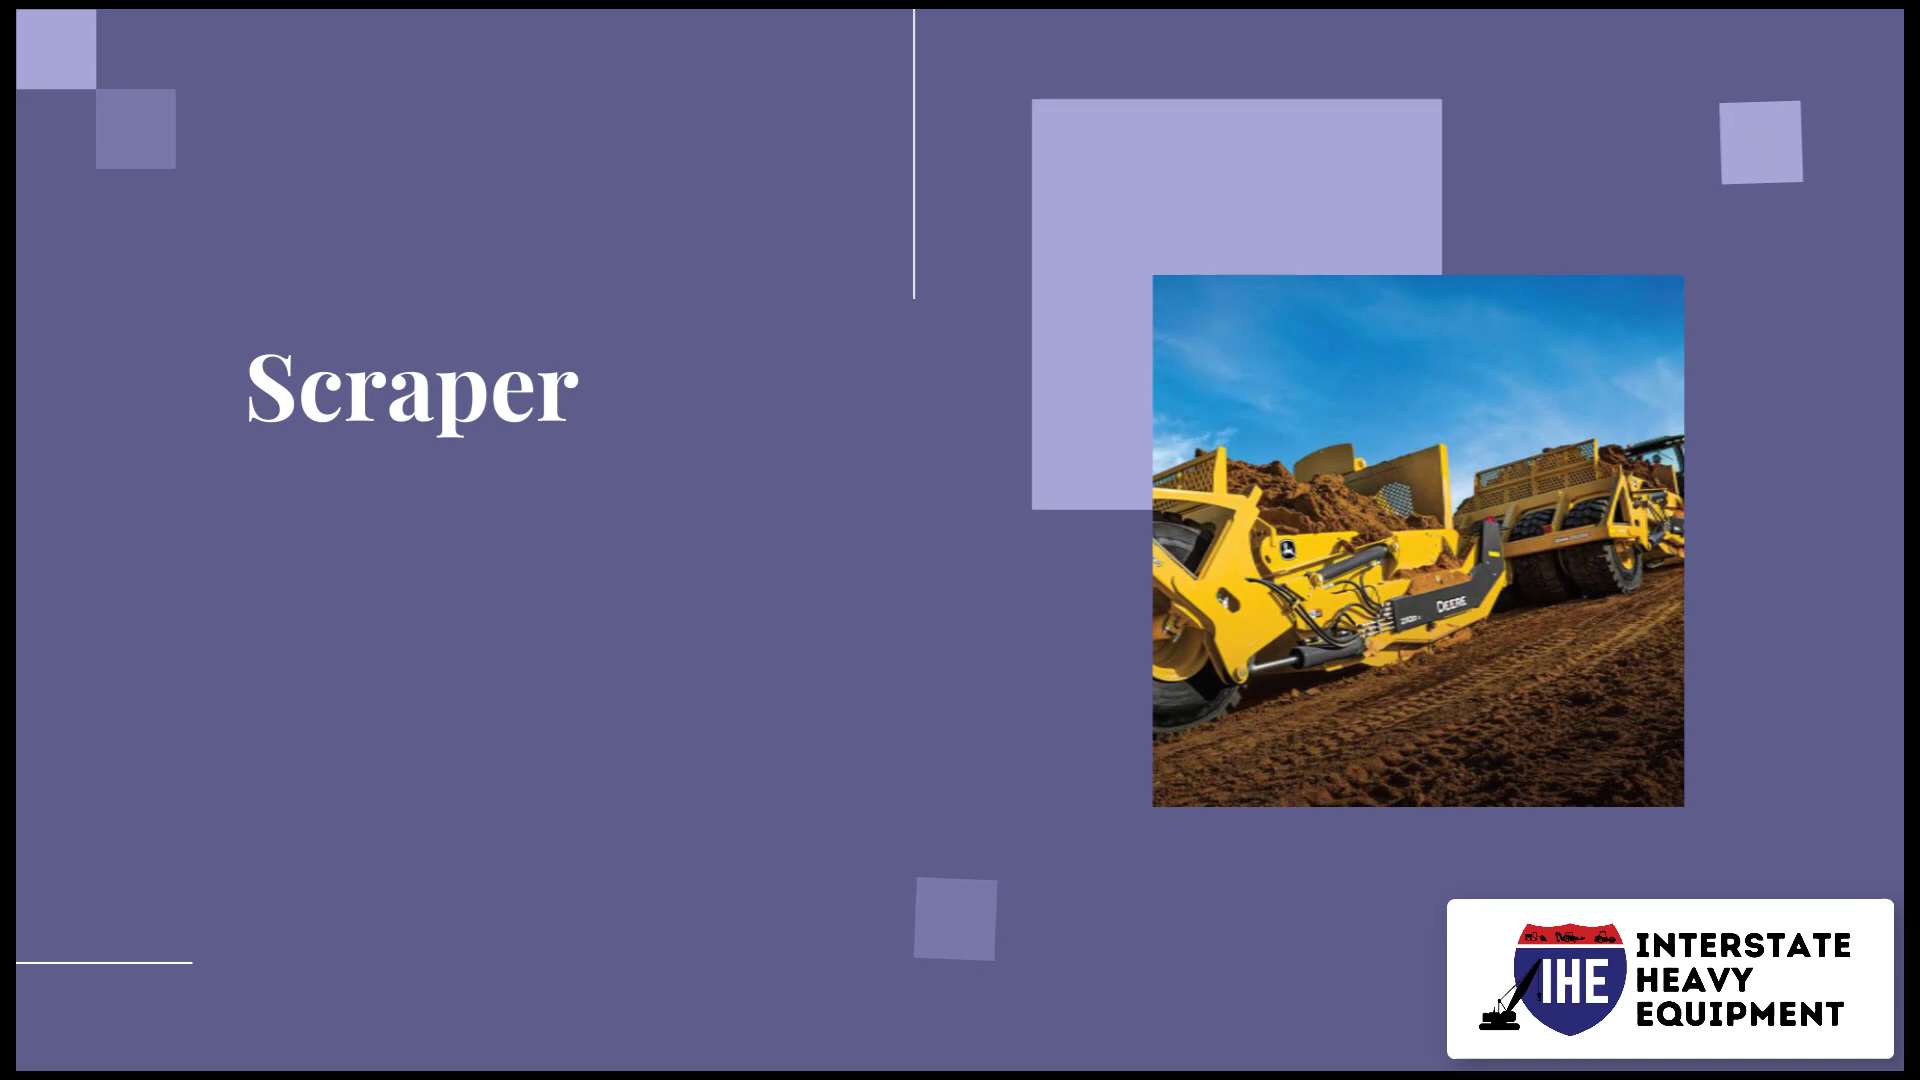 Scraper
DEERE
IHE
INTERSTATE
HEAVY
EQUIPMENT